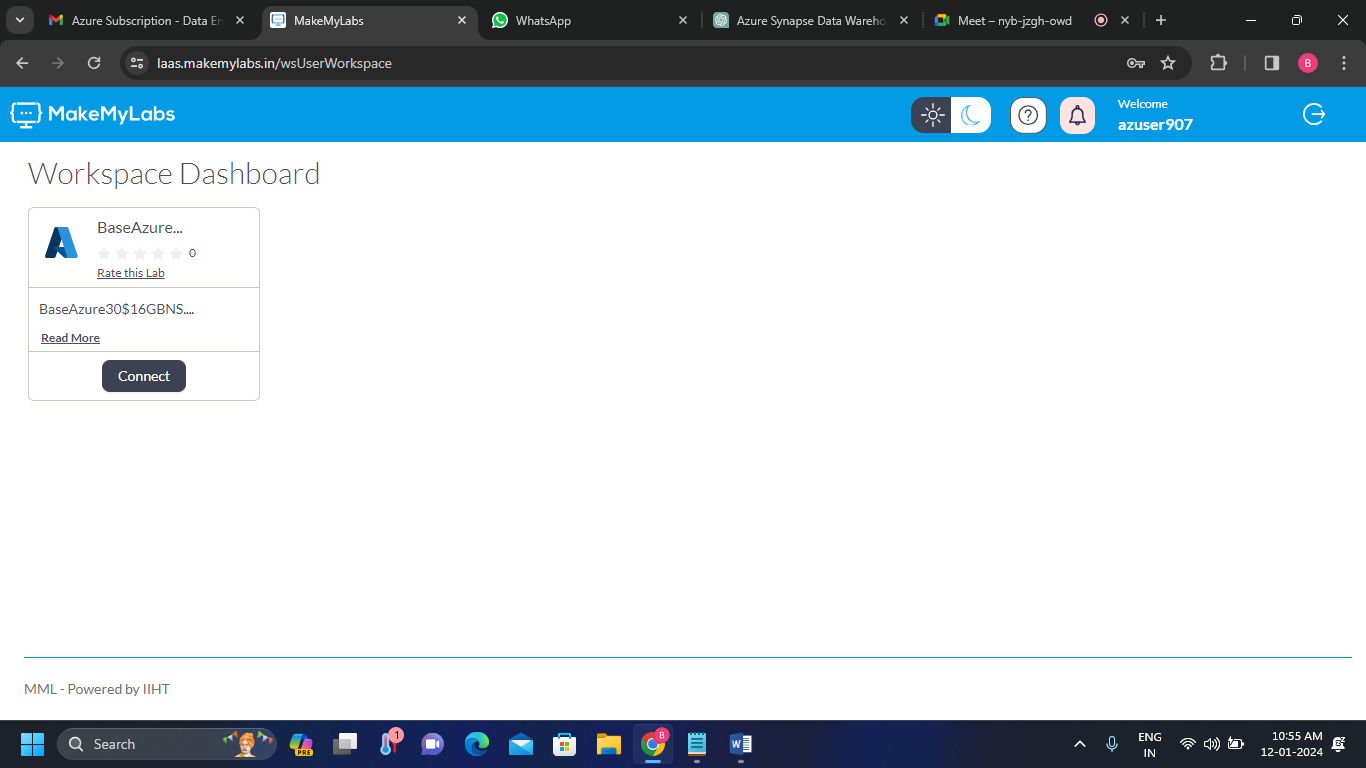 Azure Subscription - Data En
MakeMyLabs
WhatsApp
Azure Synapse Data Wareho
Meet – nyb-jzgh-owd
laas.makemylabs.in/wsUserWorkspace
B
MakeMyLabs
Welcome
azuser907
Workspace Dashboard
BaseAzure...
0
Rate this Lab
BaseAzure30$16GBNS....
Read More
Connect
MML - Powered by IIHT
Search
PRE
1
B
ENG
IN
10:55 AM
12-01-2024